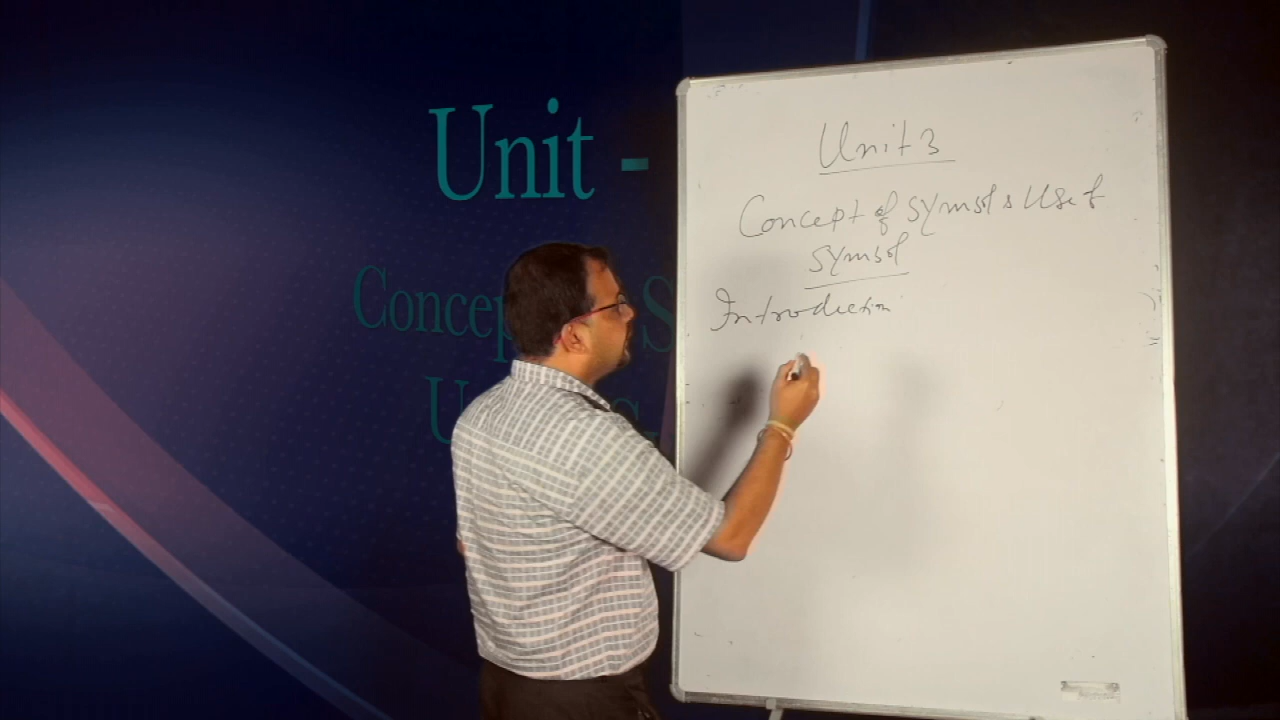 Unit -
Concep S
U
Unit 3
Concept of Symbol & Use of
Symbol
Introduction